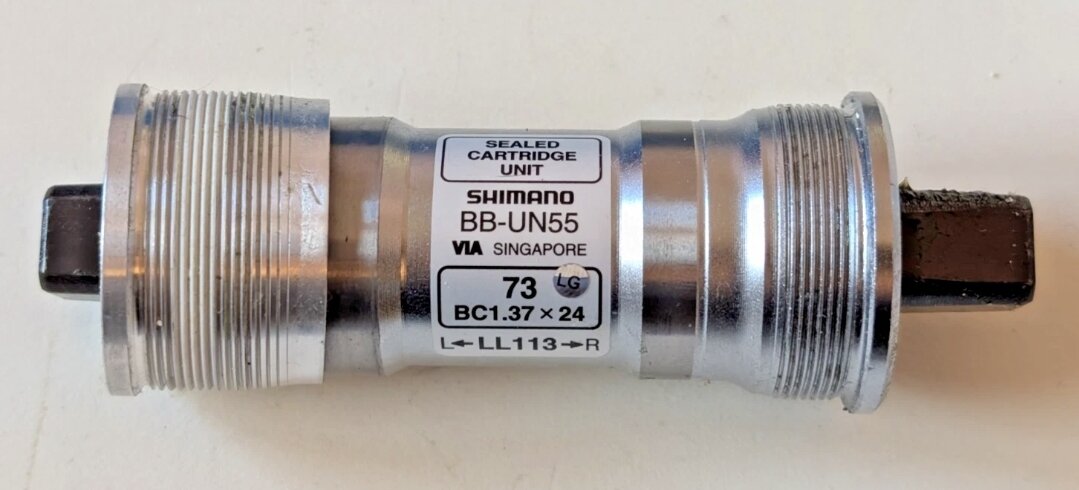 SEALED
CARTRIDGE
UNIT
SHIMANO
BB-UN55
VIA SINGAPORE
73 LG
BC1.37×24
L←LL113→R